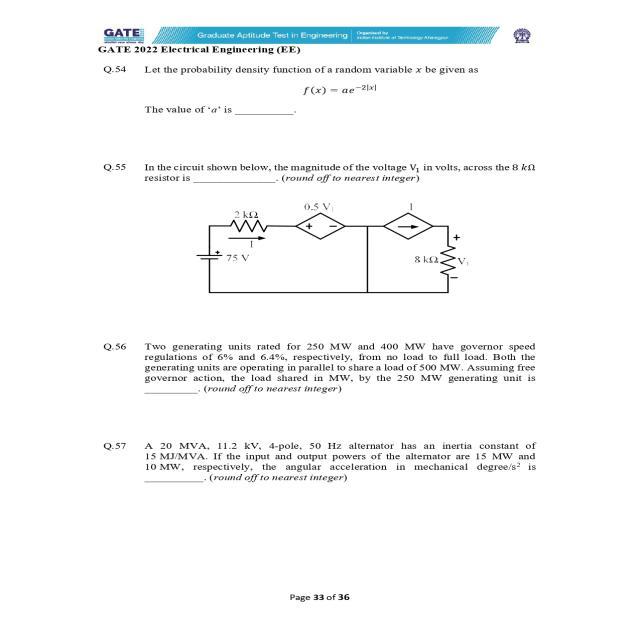 GATE
Graduate Aptitude Test in Engineering
Organised by
Indian Institute of Technology Kharagpur
GATE 2022 Electrical Engineering (EE)
Q.54 Let the probability density function of a random variable x be given as
f(x) = ae^{−2|x|}
The value of ‘a’ is ___________.
Q.55 In the circuit shown below, the magnitude of the voltage V₁ in volts, across the 8 kΩ
resistor is _______________. (round off to nearest integer)
2 kΩ
0.5 V₁
I
+ −
I
75 V
+
8 kΩ
V₁
−
Q.56 Two generating units rated for 250 MW and 400 MW have governor speed
regulations of 6% and 6.4%, respectively, from no load to full load. Both the
generating units are operating in parallel to share a load of 500 MW. Assuming free
governor action, the load shared in MW, by the 250 MW generating unit is
__________. (round off to nearest integer)
Q.57 A 20 MVA, 11.2 kV, 4-pole, 50 Hz alternator has an inertia constant of
15 MJ/MVA. If the input and output powers of the alternator are 15 MW and
10 MW, respectively, the angular acceleration in mechanical degree/s² is
___________. (round off to nearest integer)
Page 33 of 36